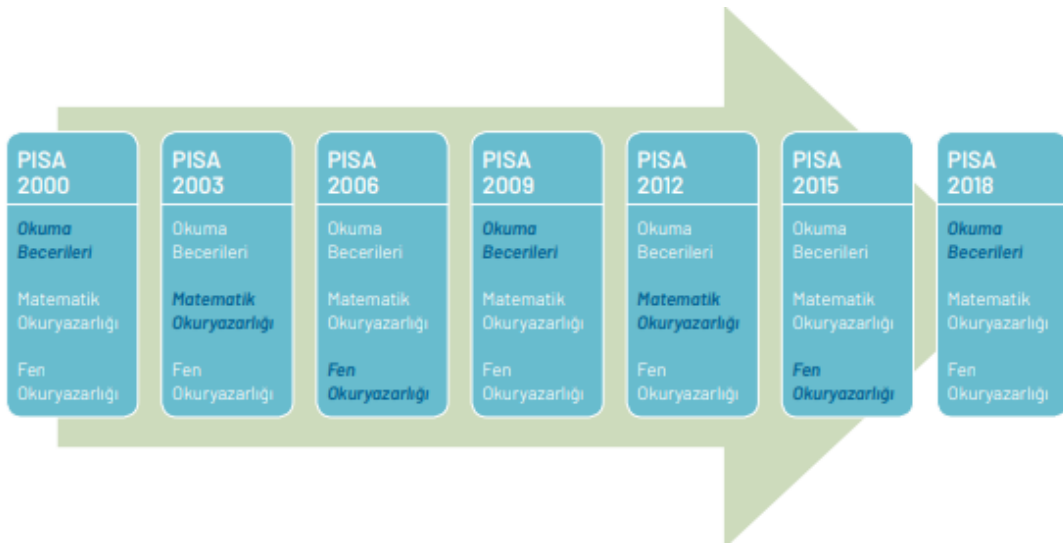 PISA
2000
Okuma
Becerileri
Matematik
Okuryazarlığı
Fen
Okuryazarlığı
PISA
2003
Okuma
Becerileri
Matematik
Okuryazarlığı
Fen
Okuryazarlığı
PISA
2006
Okuma
Becerileri
Matematik
Okuryazarlığı
Fen
Okuryazarlığı
PISA
2009
Okuma
Becerileri
Matematik
Okuryazarlığı
Fen
Okuryazarlığı
PISA
2012
Okuma
Becerileri
Matematik
Okuryazarlığı
Fen
Okuryazarlığı
PISA
2015
Okuma
Becerileri
Matematik
Okuryazarlığı
Fen
Okuryazarlığı
PISA
2018
Okuma
Becerileri
Matematik
Okuryazarlığı
Fen
Okuryazarlığı